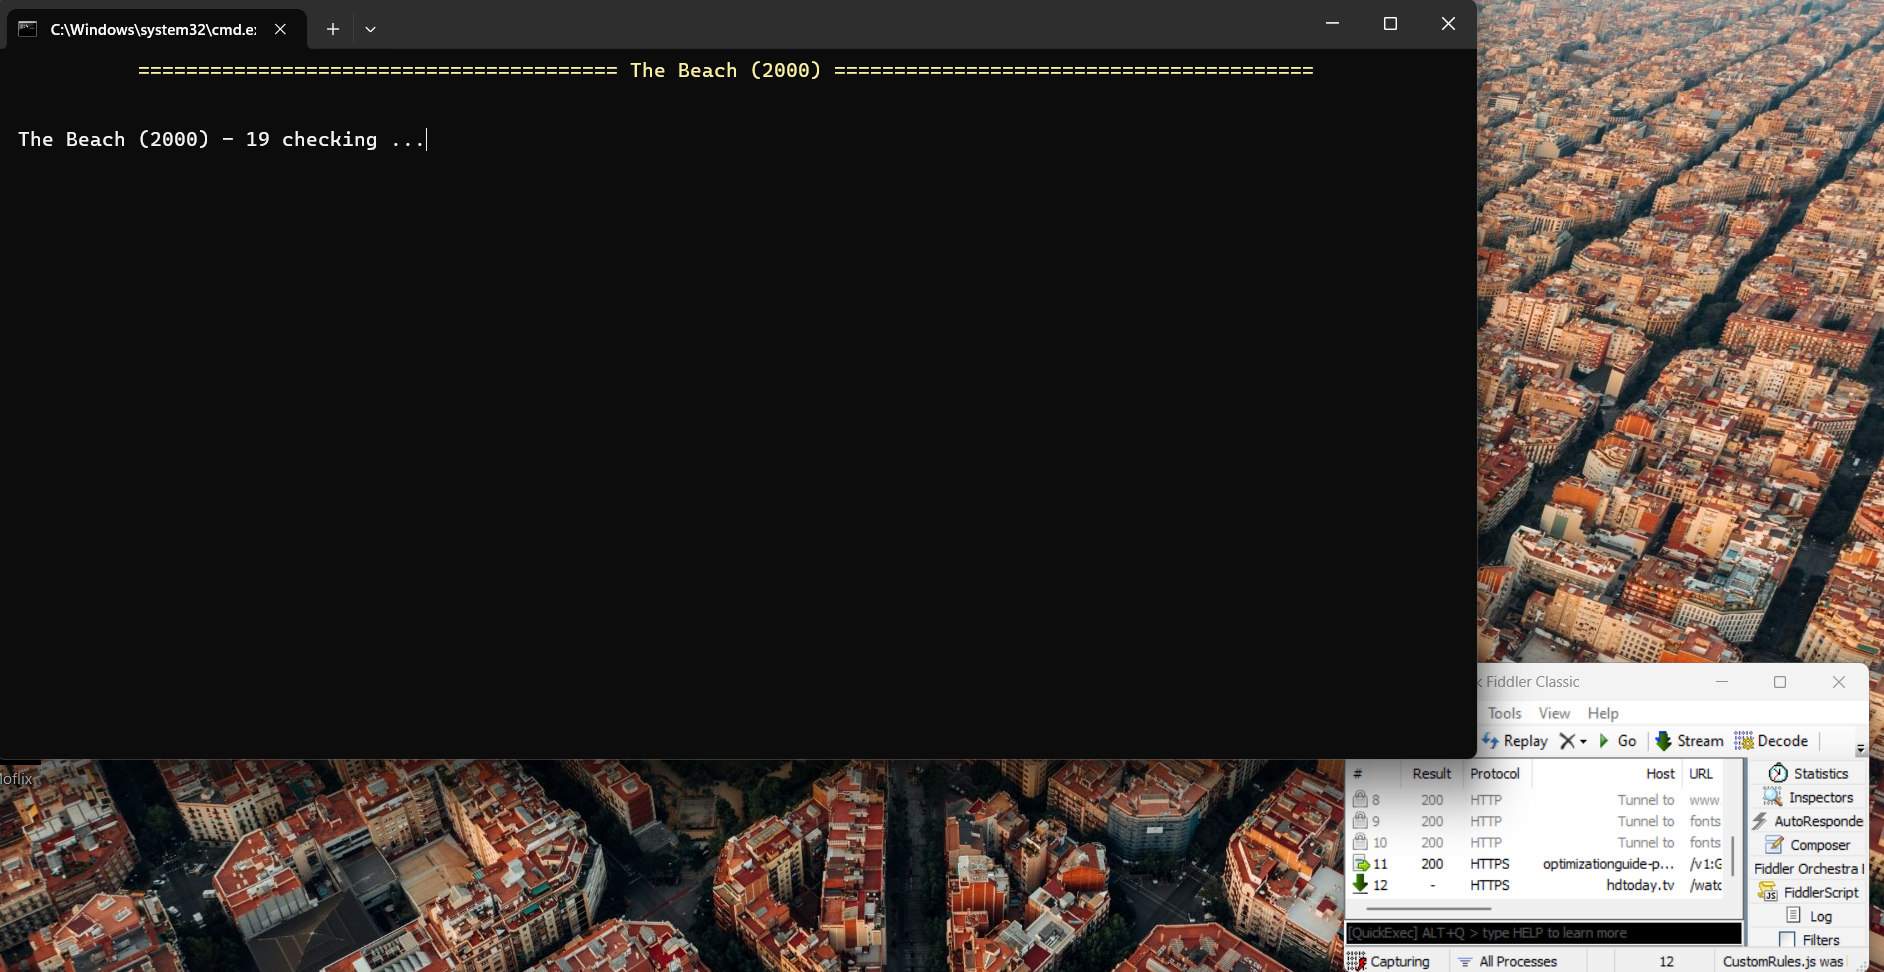 C:\Windows\system32\cmd.e
======================================== The Beach (2000) ========================================
The Beach (2000) - 19 checking ...
Fiddler Classic
Tools View Help
Replay Go Stream Decode
# Result Protocol Host URL
8 200 HTTP Tunnel to www
9 200 HTTP Tunnel to fonts
10 200 HTTP Tunnel to fonts
11 200 HTTPS optimizationguide-p... /v1:G
12 - HTTPS hdtoday.tv /watc
[QuickExec] ALT+Q > type HELP to learn more
Capturing All Processes 12 CustomRules.js was
Statistics
Inspectors
AutoResponde
Composer
Fiddler Orchestra
FiddlerScript
Log
Filters
oflix